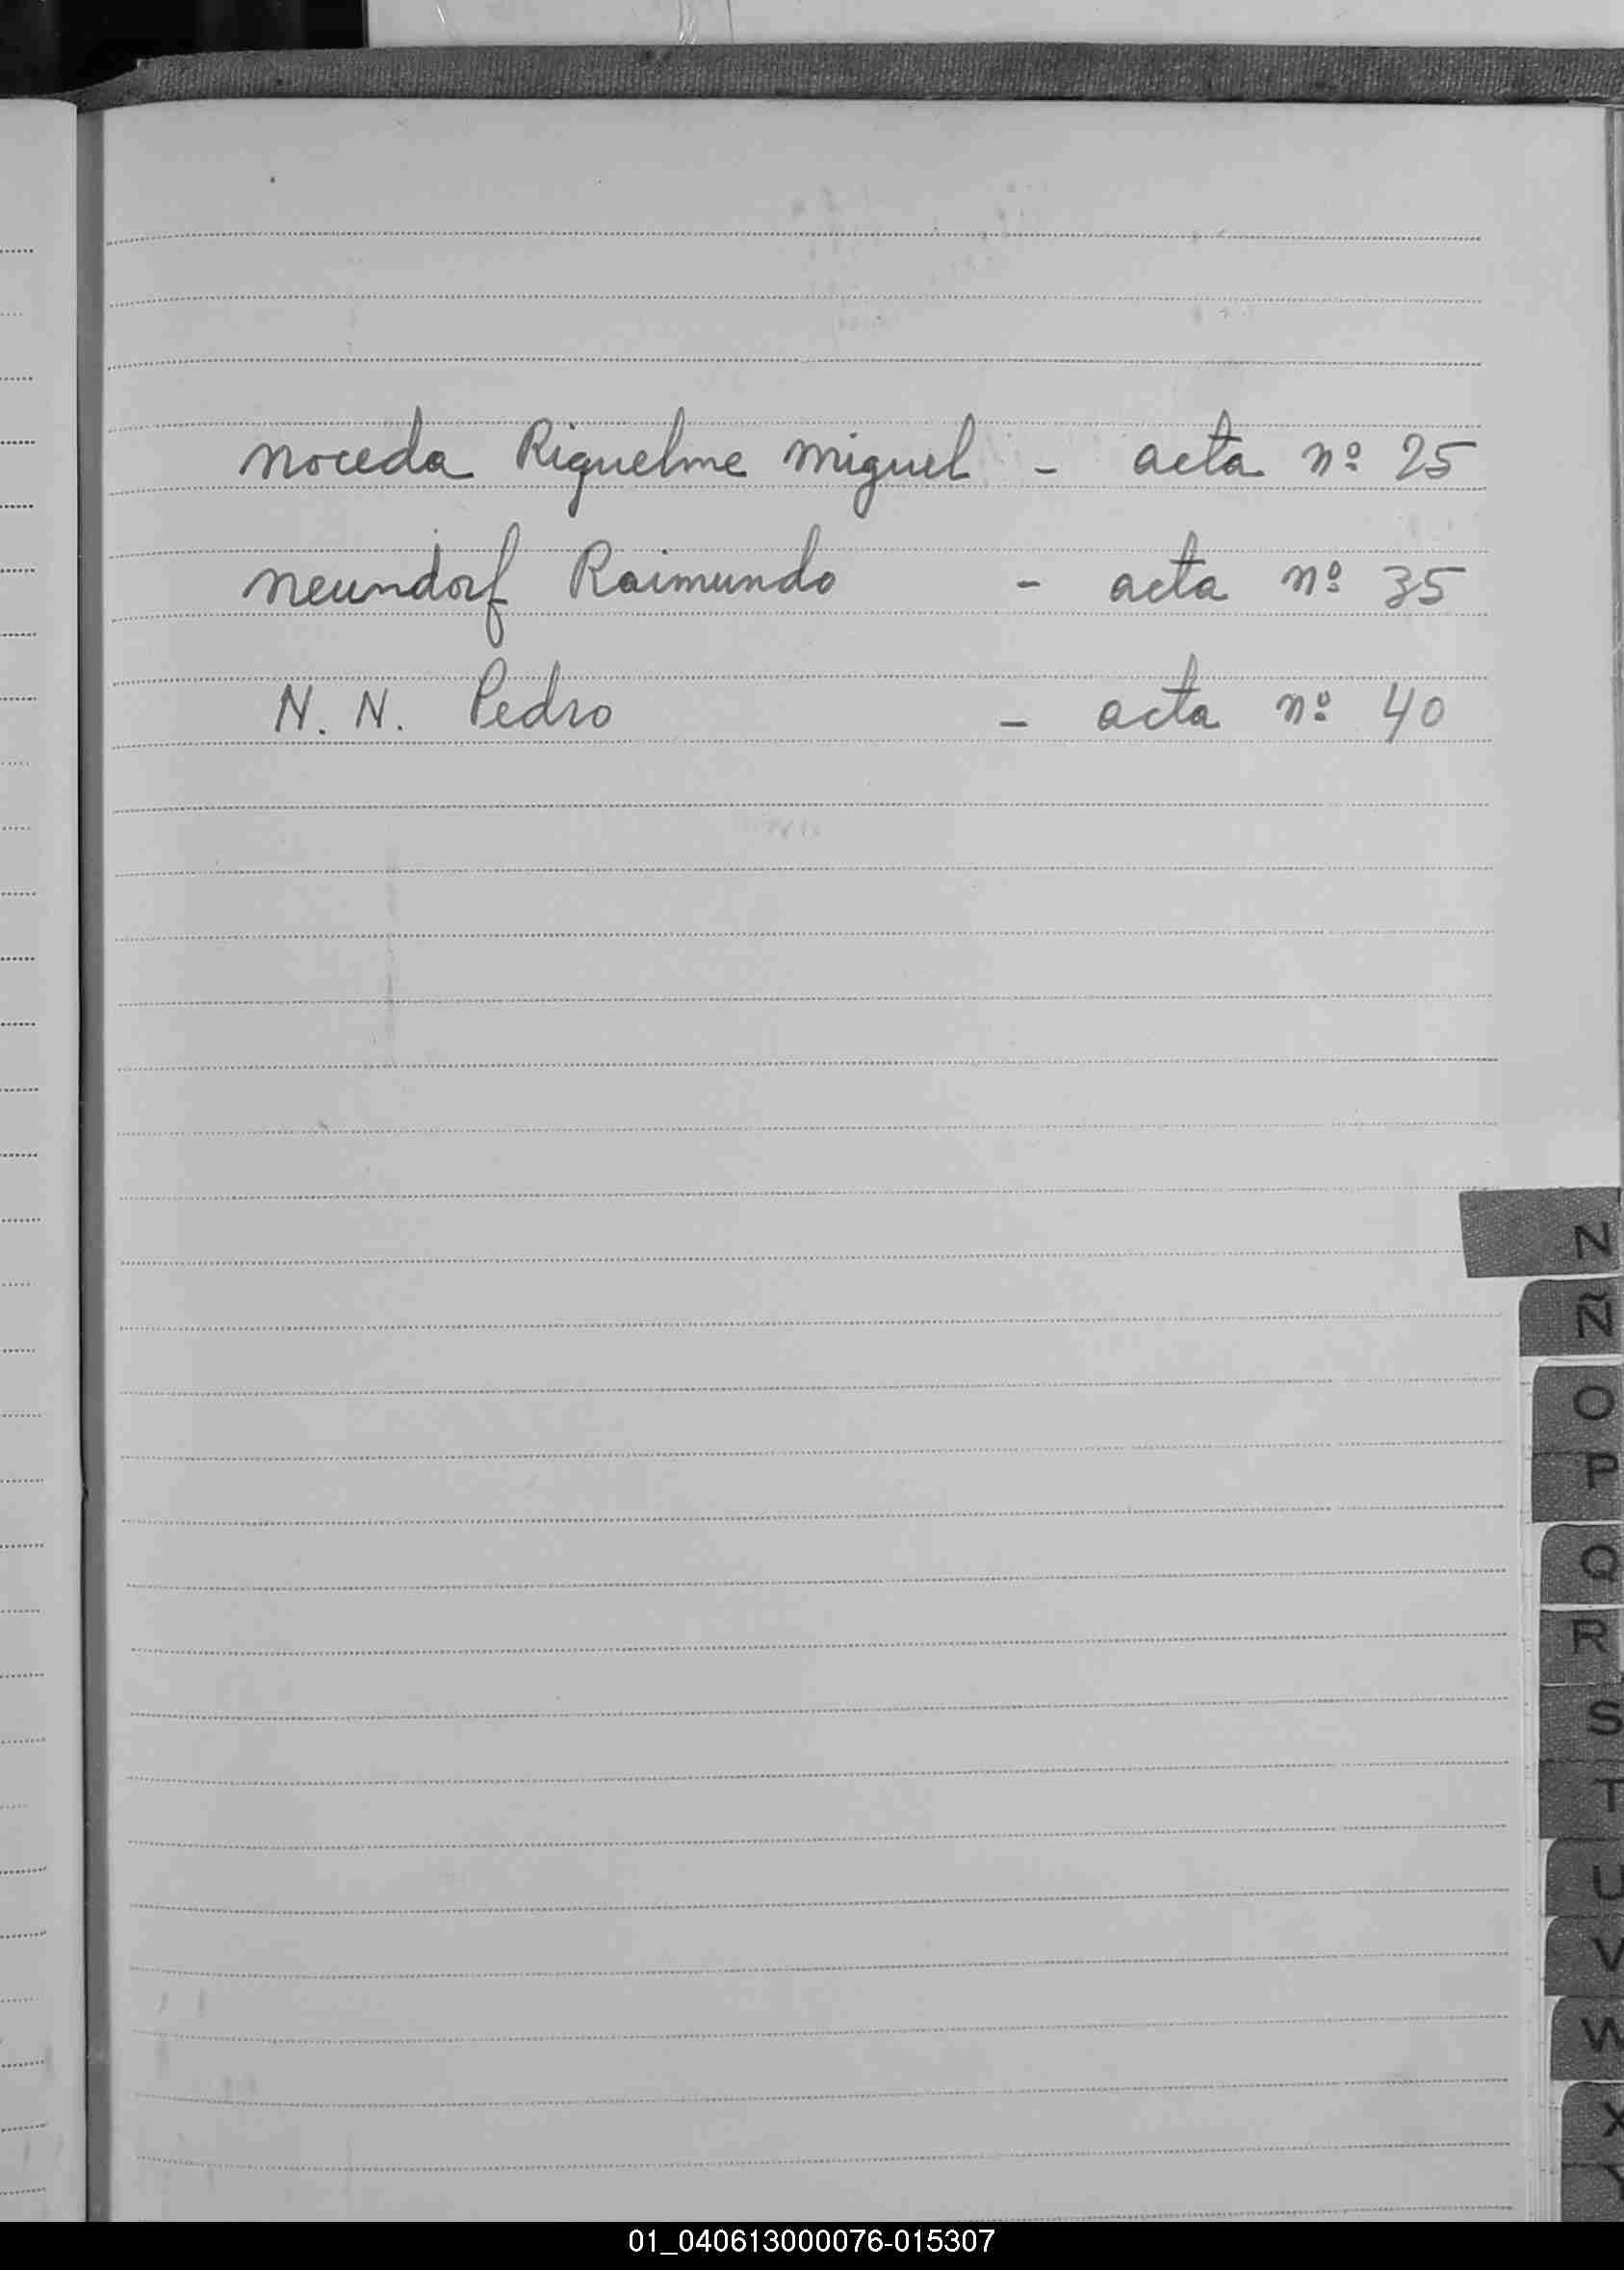 Noceda Riquelme Miguel - acta nº 25
Neundorf Raimundo - acta nº 35
N. N. Pedro - acta nº 40
N
Ñ
O
P
Q
R
S
T
U
V
W
X
Y
01_040613000076-015307